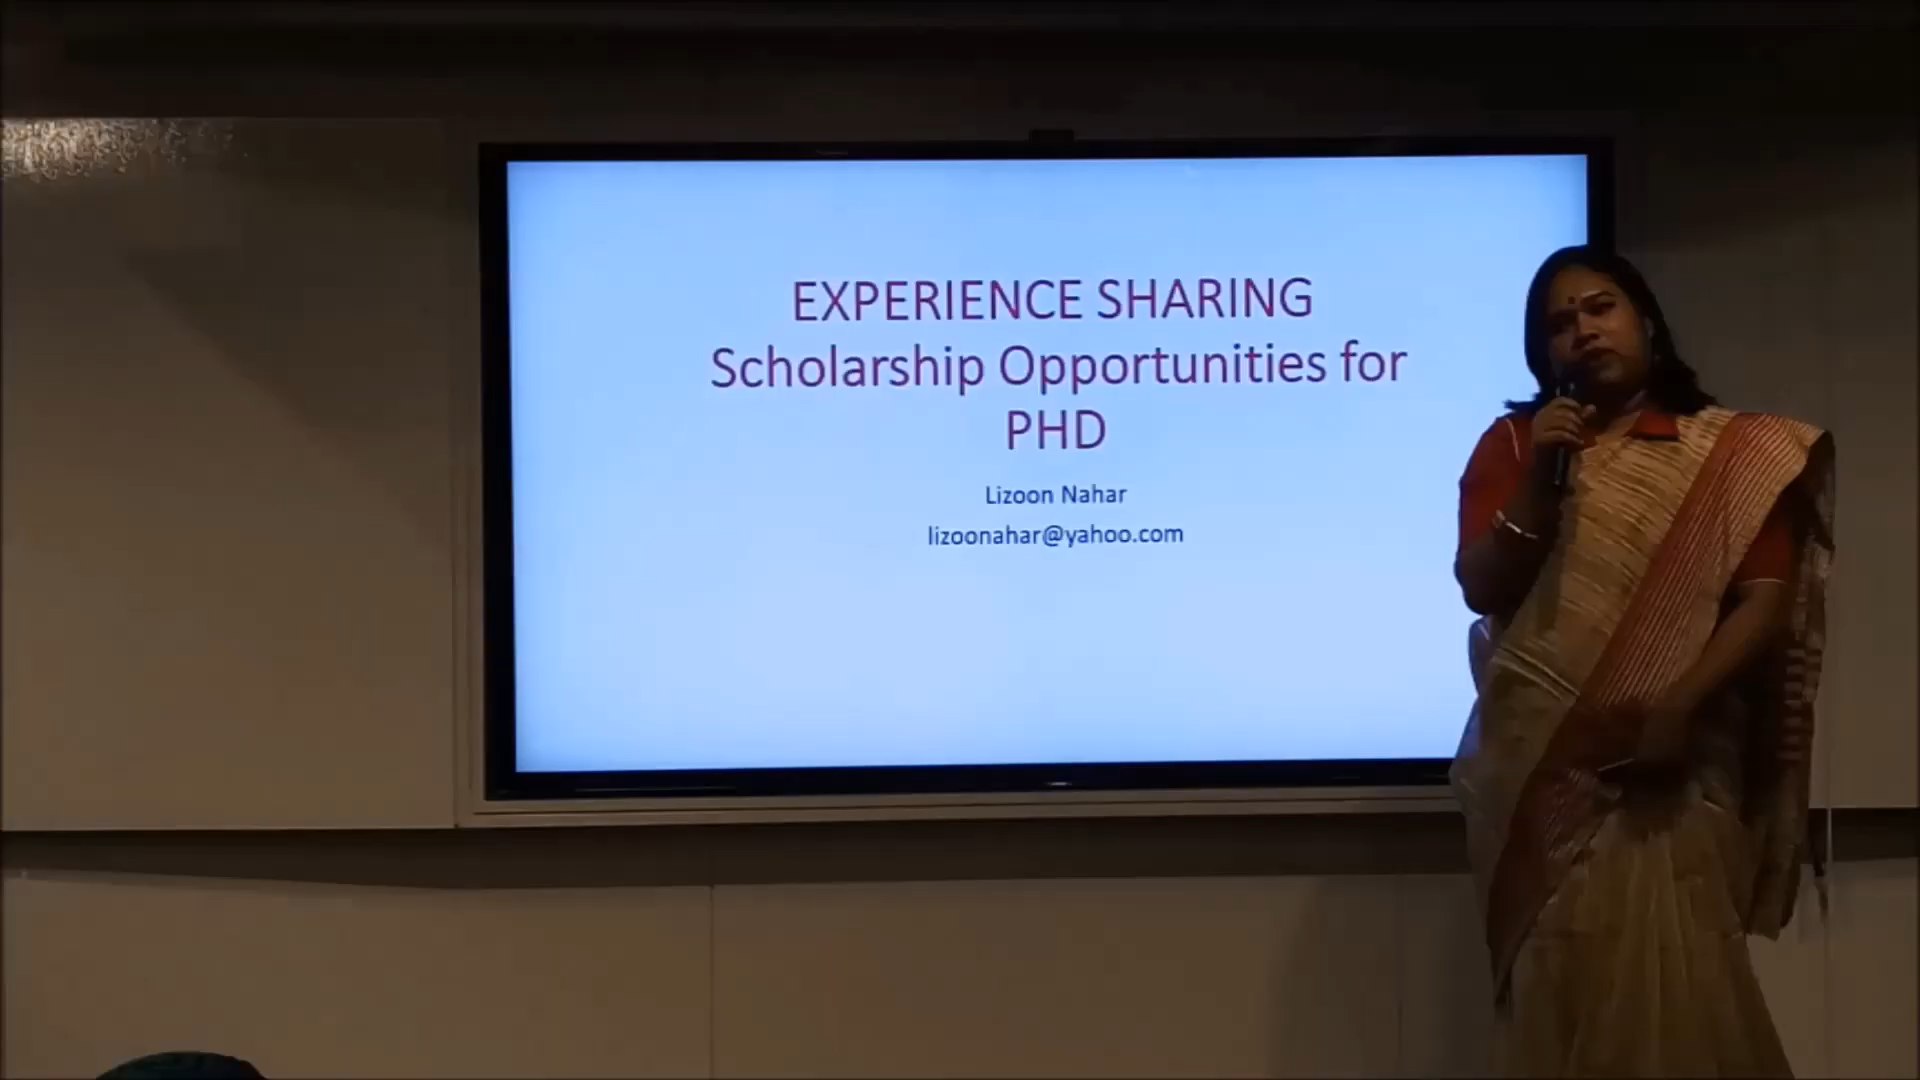 EXPERIENCE SHARING
Scholarship Opportunities for
PHD
Lizoon Nahar
lizoonahar@yahoo.com